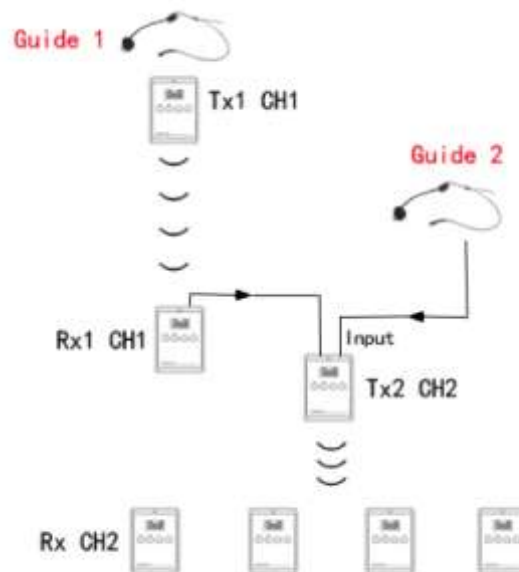 Guide 1
Tx1 CH1
Guide 2
Rx1 CH1
Input
Tx2 CH2
Rx CH2